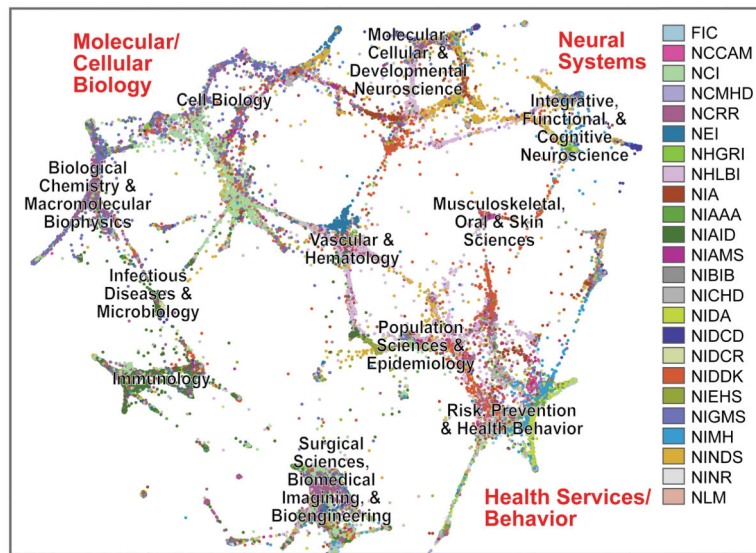 Molecular/
Cellular
Biology
Molecular,
Cellular, &
Developmental
Neuroscience
Neural
Systems
Cell Biology
Integrative,
Functional, &
Cognitive
Neuroscience
Biological
Chemistry &
Macromolecular
Biophysics
Musculoskeletal,
Oral & Skin
Sciences
Vascular &
Hematology
Infectious
Diseases &
Microbiology
Population
Sciences &
Epidemiology
Immunology
Risk, Prevention
& Health Behavior
Surgical
Sciences,
Biomedical
Imagining, &
Bioengineering
Health Services/
Behavior
FIC
NCCAM
NCI
NCMHD
NCRR
NEI
NHGRI
NHLBI
NIA
NIAAA
NIAID
NIAMS
NIBIB
NICHD
NIDA
NIDCD
NIDCR
NIDDK
NIEHS
NIGMS
NIMH
NINDS
NINR
NLM